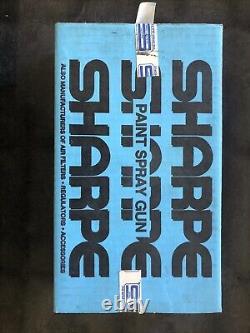 SHARPE
SHARPE
PAINT SPRAY GUN
SHARPE
ALSO MANUFACTURERS OF AIR FILTERS • REGULATORS • ACCESSORIES